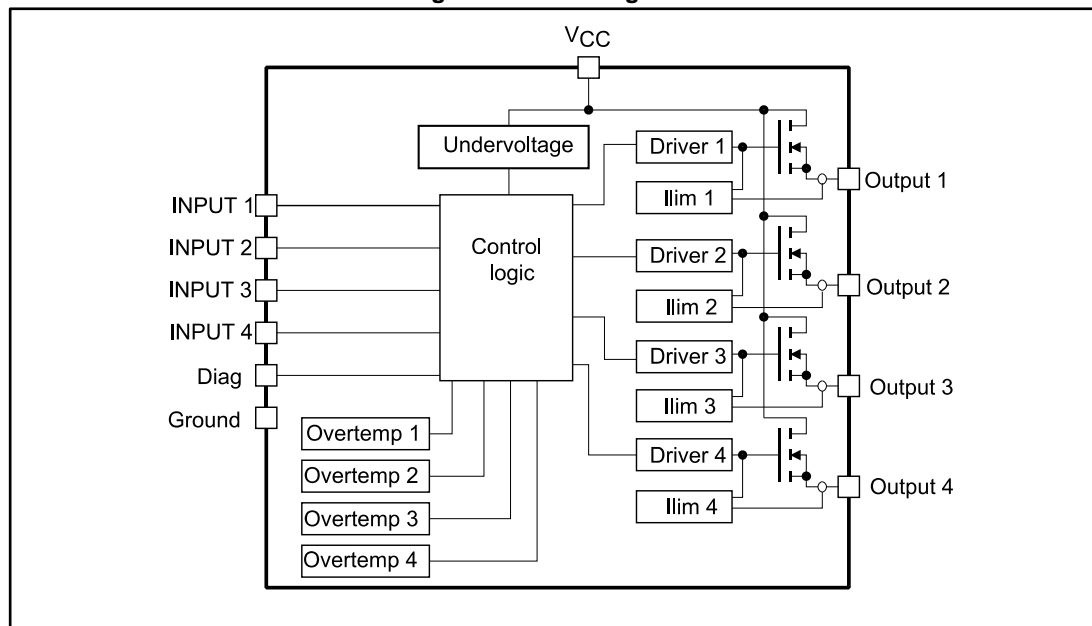 VCC
Undervoltage
Driver 1
Ilim 1
Output 1
INPUT 1
INPUT 2
INPUT 3
INPUT 4
Diag
Ground
Control
logic
Driver 2
Ilim 2
Output 2
Driver 3
Ilim 3
Output 3
Driver 4
Ilim 4
Output 4
Overtemp 1
Overtemp 2
Overtemp 3
Overtemp 4